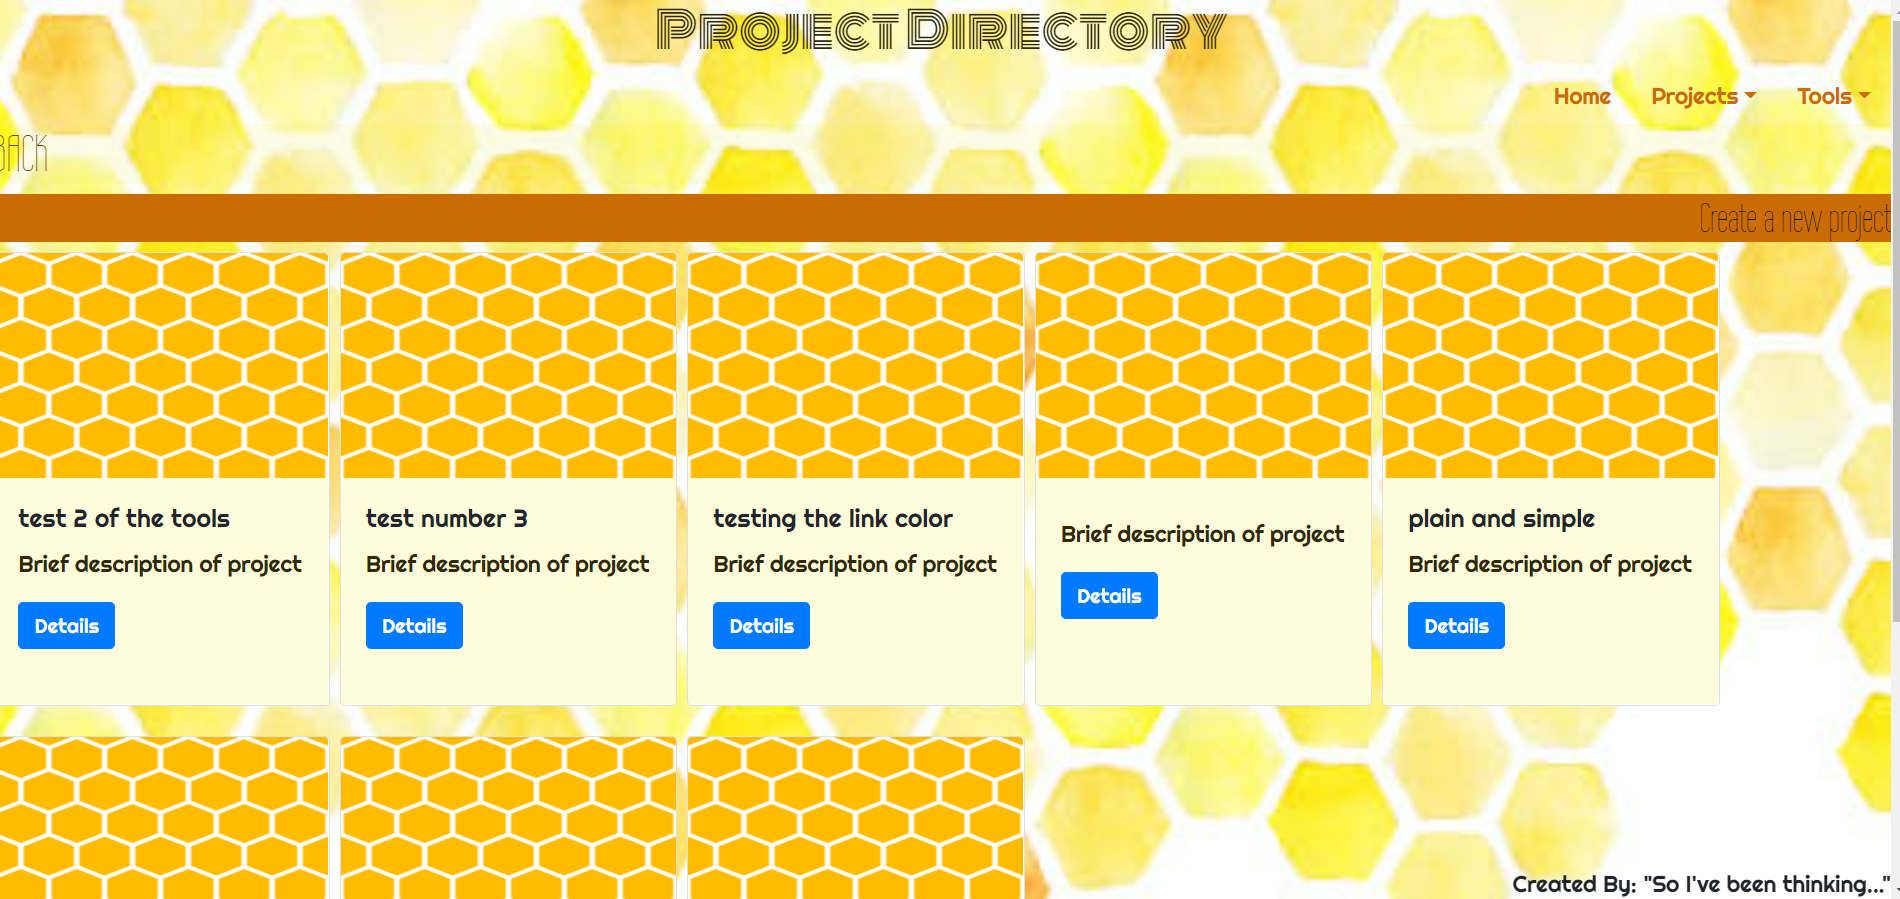 Project Directory
Home Projects Tools
BACK
Create a new project
test 2 of the tools
Brief description of project
Details
test number 3
Brief description of project
Details
testing the link color
Brief description of project
Details
Brief description of project
Details
plain and simple
Brief description of project
Details
Created By: "So I've been thinking..."